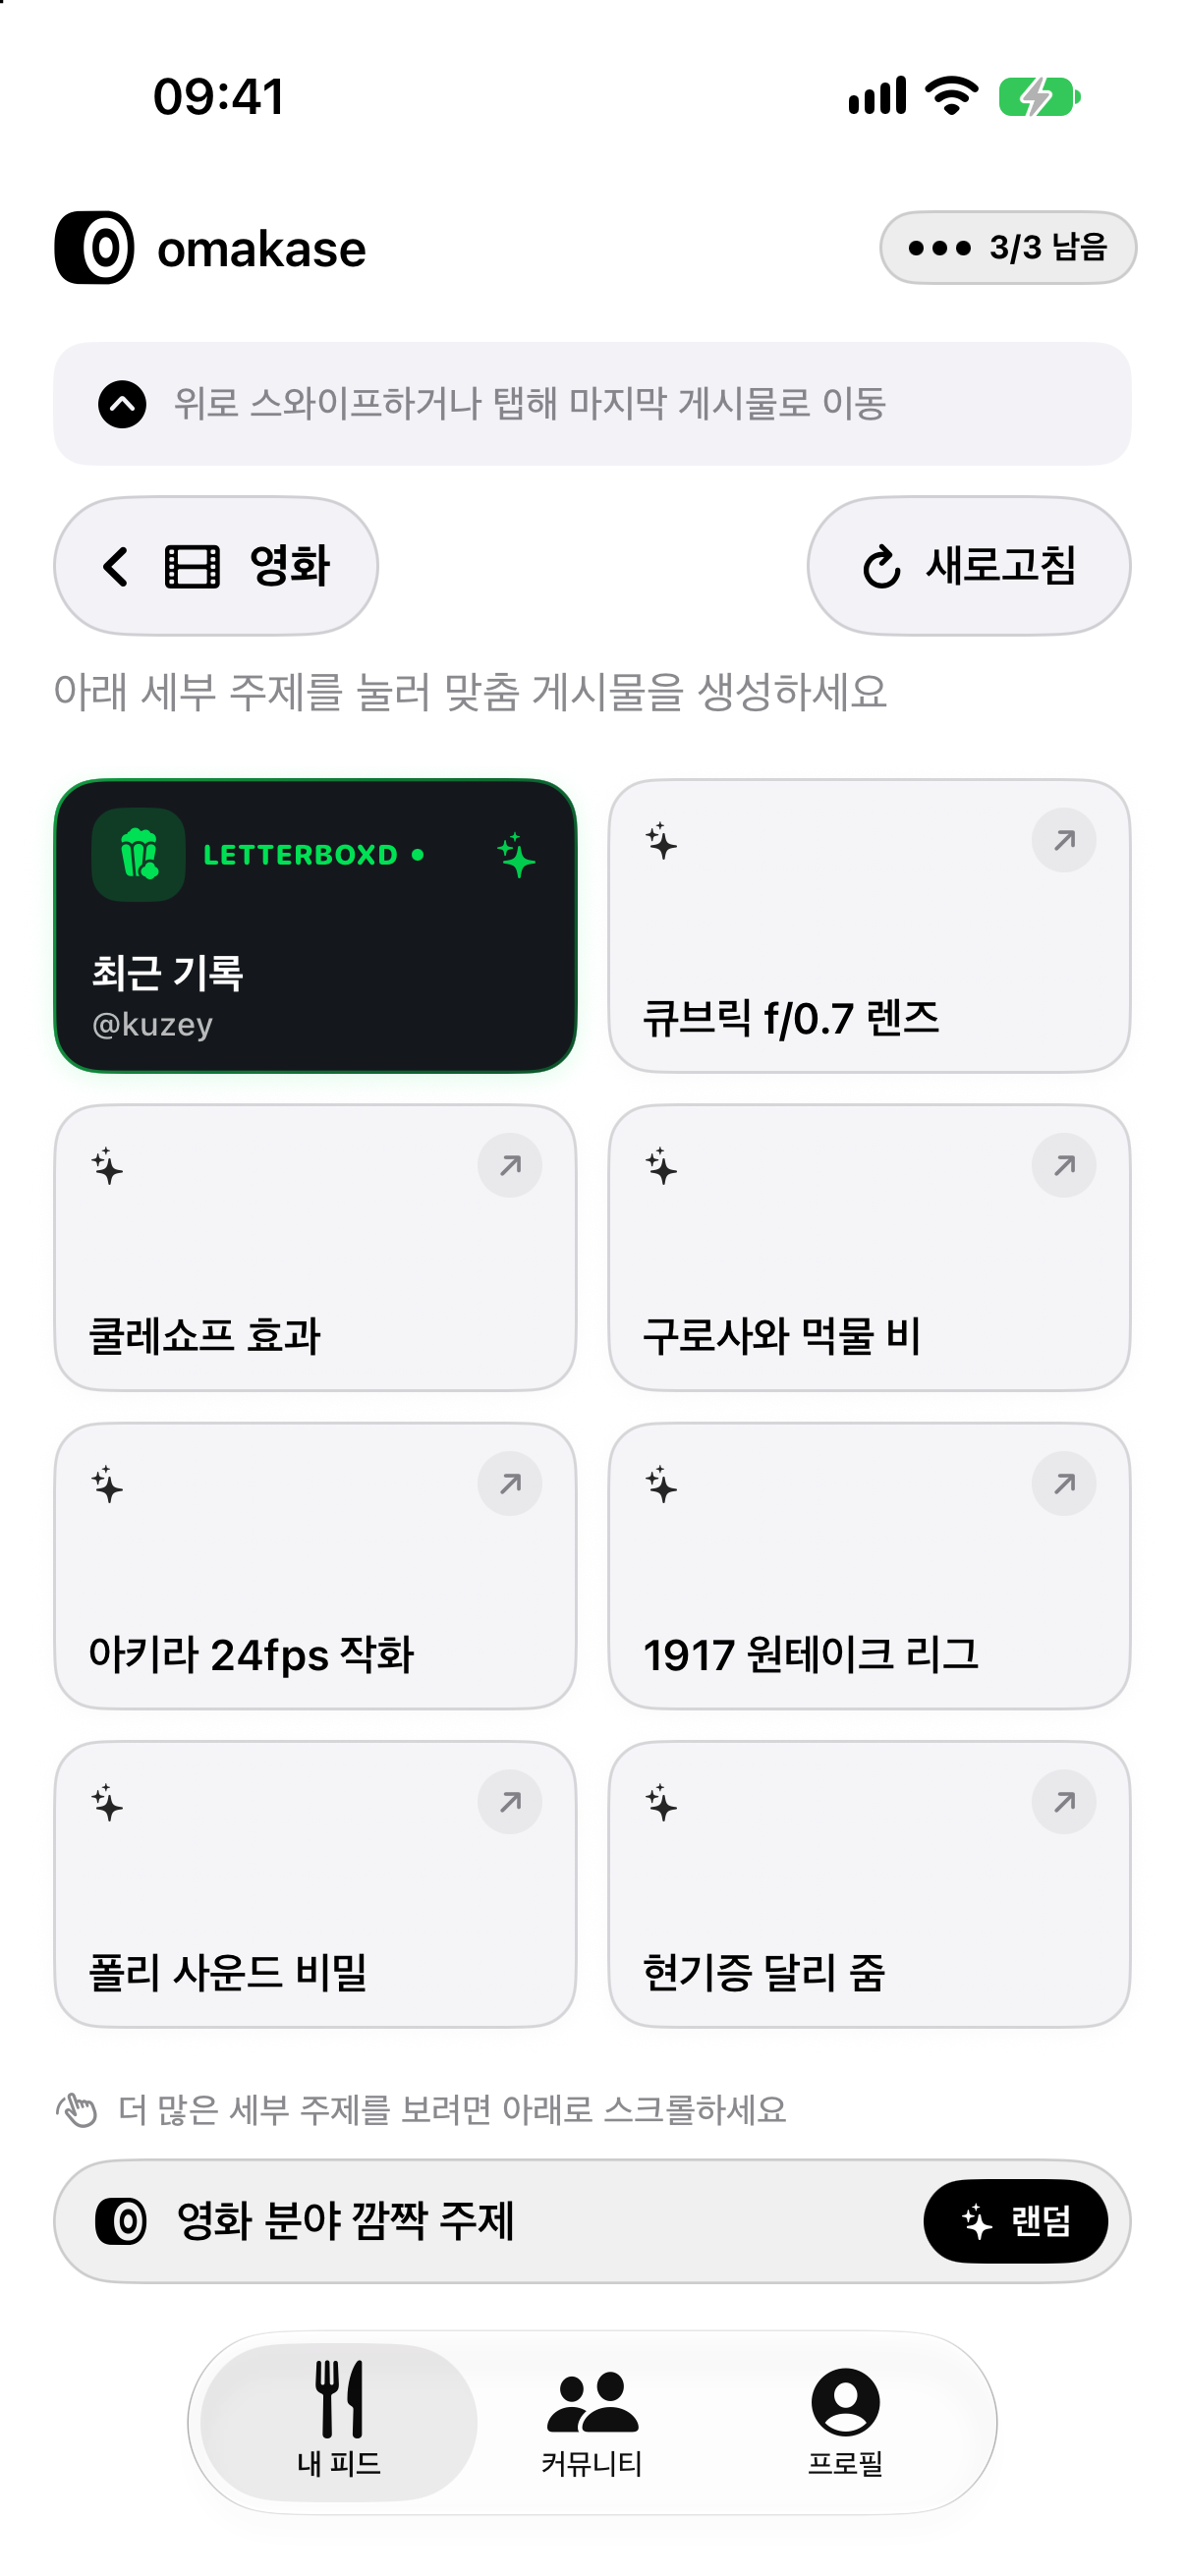 09:41
omakase
3/3 남음
위로 스와이프하거나 탭해 마지막 게시물로 이동
영화
새로고침
아래 세부 주제를 눌러 맞춤 게시물을 생성하세요
LETTERBOXD •
최근 기록
@kuzey
큐브릭 f/0.7 렌즈
쿨레쇼프 효과
구로사와 먹물 비
아키라 24fps 작화
1917 원테이크 리그
폴리 사운드 비밀
현기증 달리 줌
더 많은 세부 주제를 보려면 아래로 스크롤하세요
영화 분야 깜짝 주제
랜덤
내 피드
커뮤니티
프로필